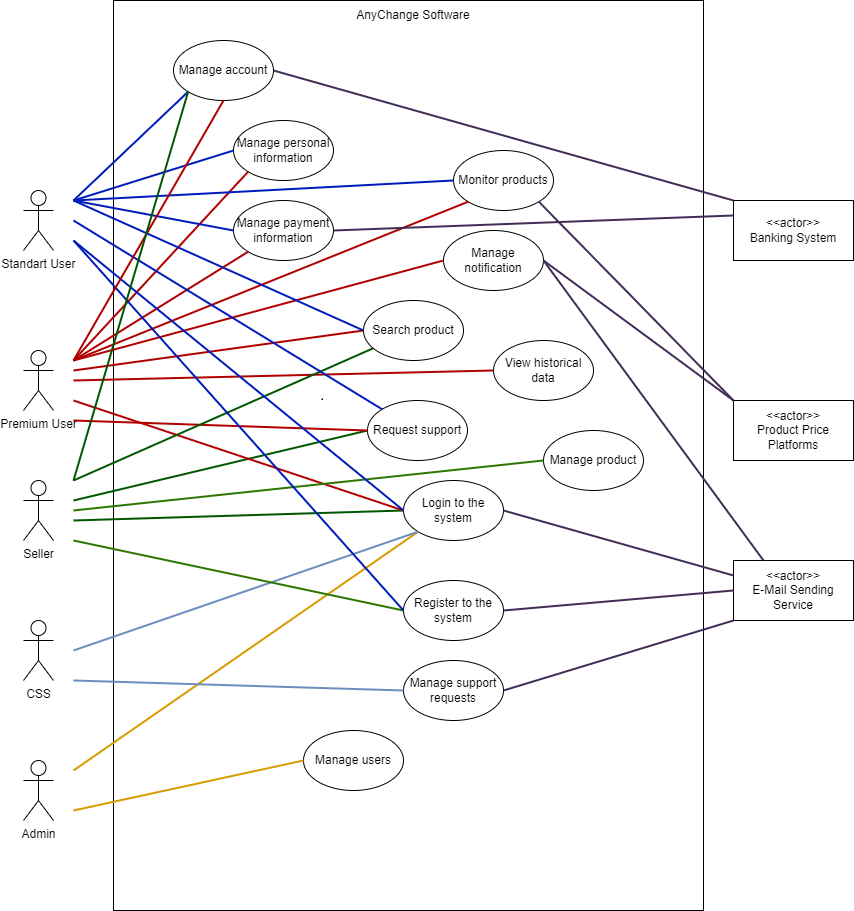 AnyChange Software
Manage account
Manage personal
information
Monitor products
Manage payment
information
<<actor>>
Banking System
Standart User
Manage
notification
Search product
View historical
data
Premium User
Request support
<<actor>>
Product Price
Platforms
Manage product
Seller
Login to the
system
<<actor>>
E-Mail Sending
Service
Register to the
system
CSS
Manage support
requests
Manage users
Admin